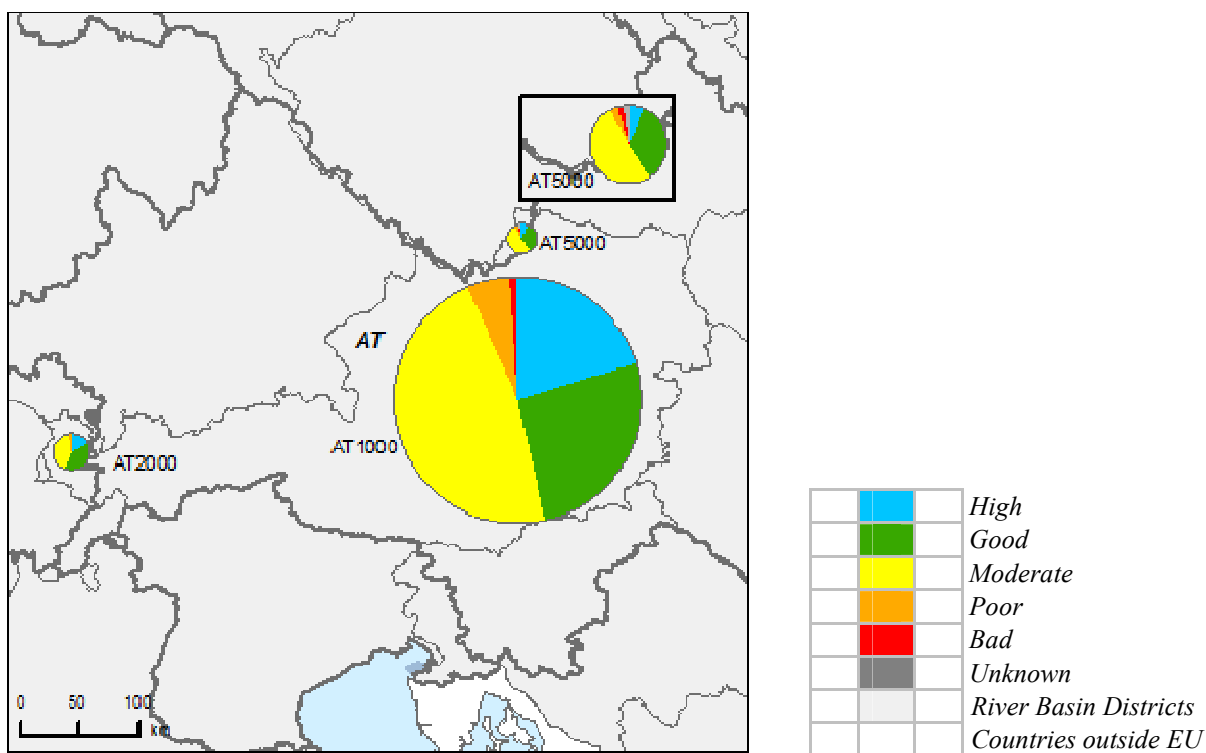 AT5000
AT5000
AT
AT1000
AT2000
0 50 100
km
High
Good
Moderate
Poor
Bad
Unknown
River Basin Districts
Countries outside EU